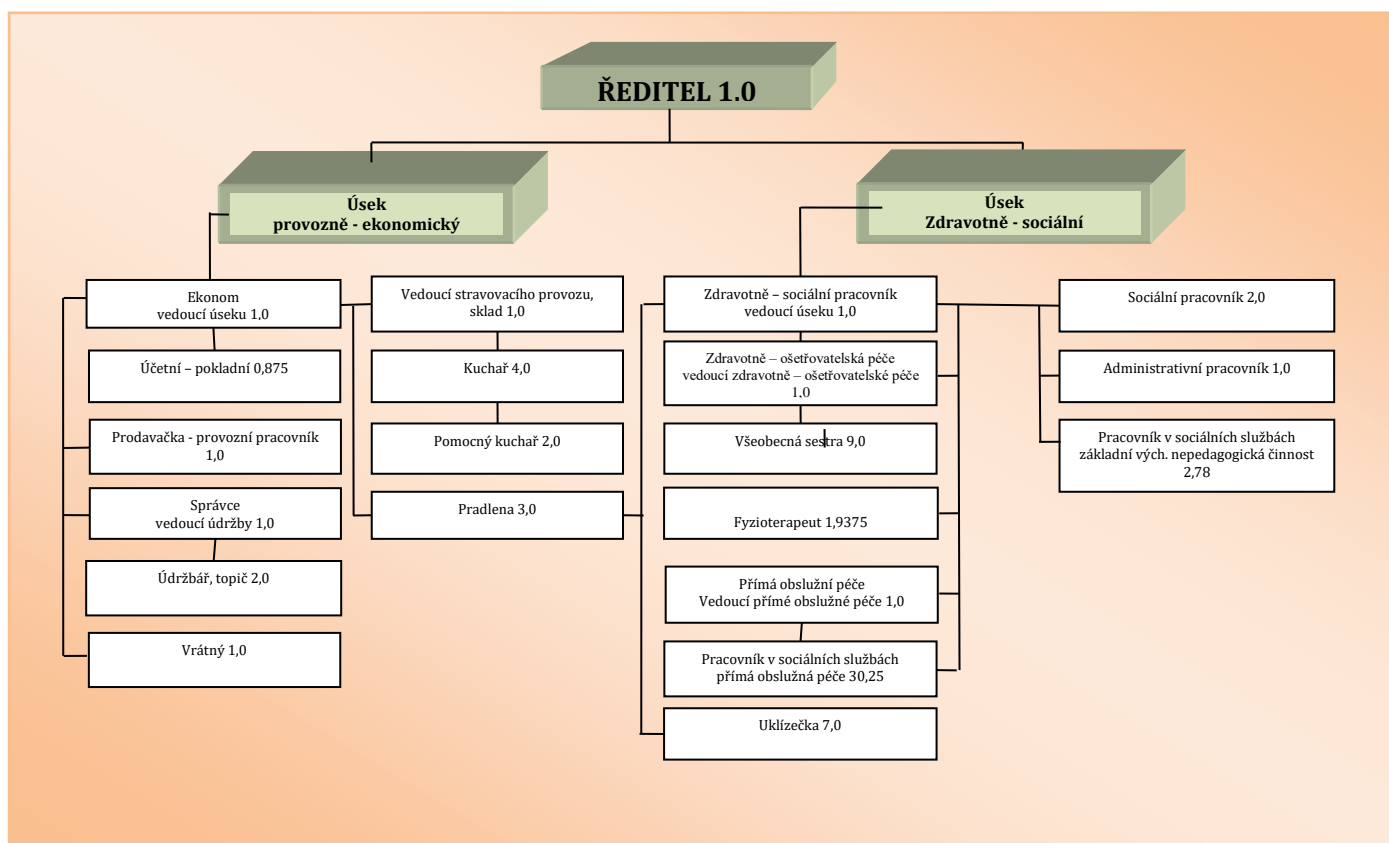 ŘEDITEL 1.0
Úsek
provozně - ekonomický
Úsek
Zdravotně - sociální
Ekonom
vedoucí úseku 1,0
Účetní – pokladní 0,875
Prodavačka - provozní pracovník
1,0
Správce
vedoucí údržby 1,0
Údržbář, topič 2,0
Vrátný 1,0
Vedoucí stravovacího provozu,
sklad 1,0
Kuchař 4,0
Pomocný kuchař 2,0
Pradlena 3,0
Zdravotně – sociální pracovník
vedoucí úseku 1,0
Zdravotně – ošetřovatelská péče
vedoucí zdravotně – ošetřovatelské péče
1,0
Všeobecná sestra 9,0
Fyzioterapeut 1,9375
Přímá obslužní péče
Vedoucí přímé obslužné péče 1,0
Pracovník v sociálních službách
přímá obslužná péče 30,25
Uklízečka 7,0
Sociální pracovník 2,0
Administrativní pracovník 1,0
Pracovník v sociálních službách
základní vých. nepedagogická činnost
2,78